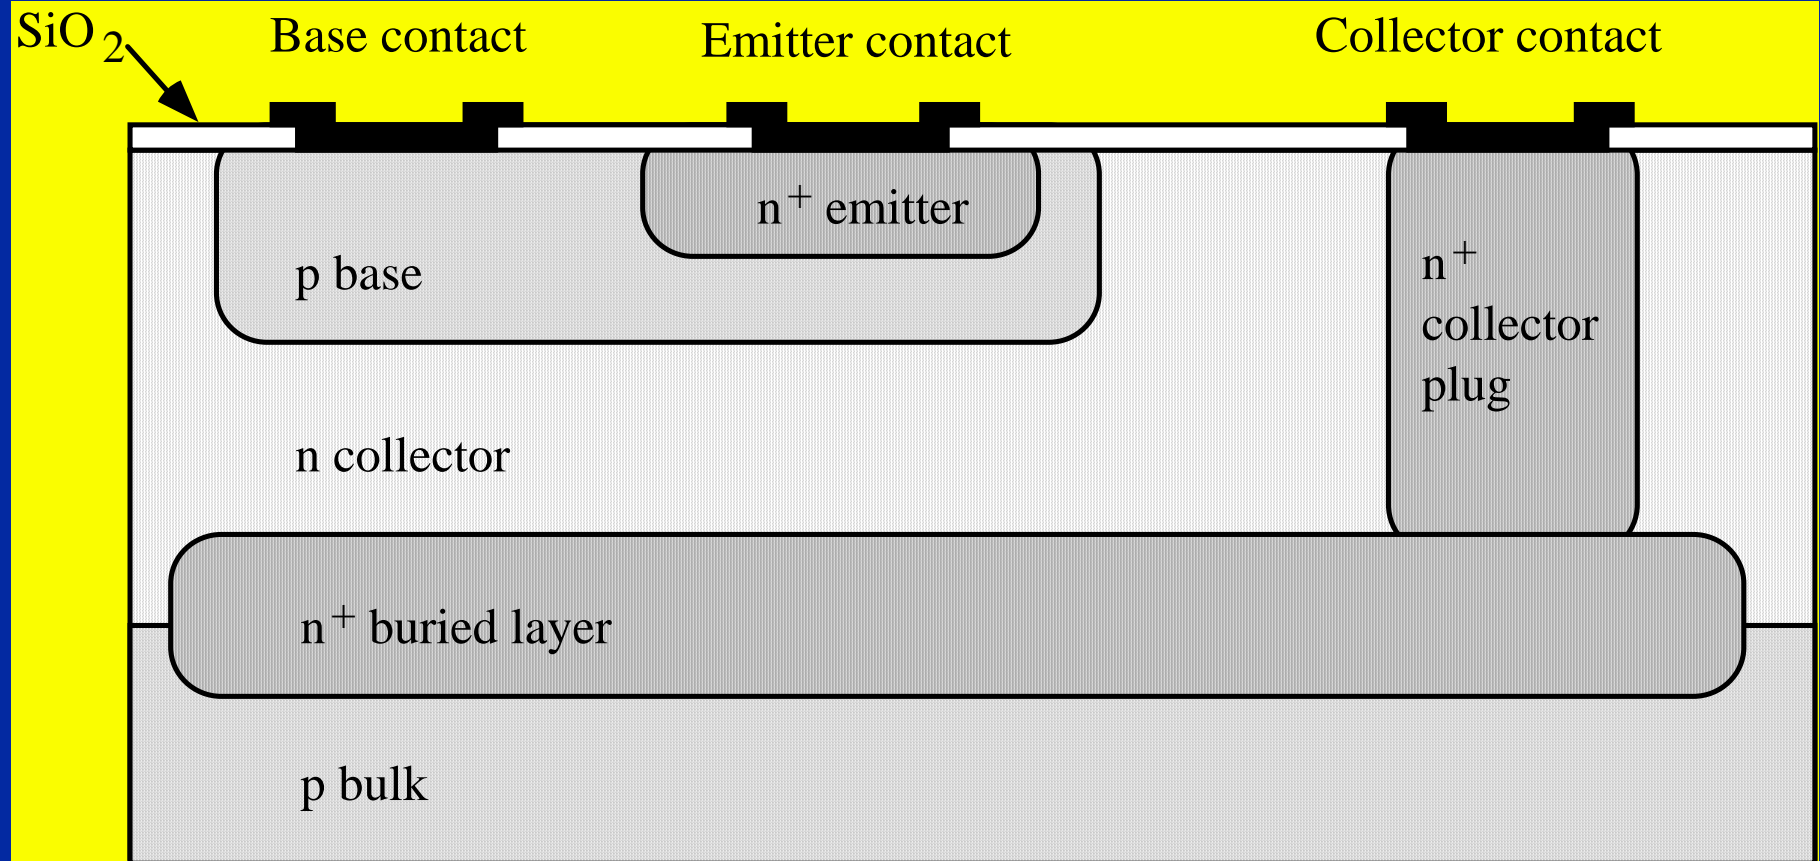 SiO2
Base contact
Emitter contact
Collector contact
n+ emitter
p base
n+
collector
plug
n collector
n+ buried layer
p bulk